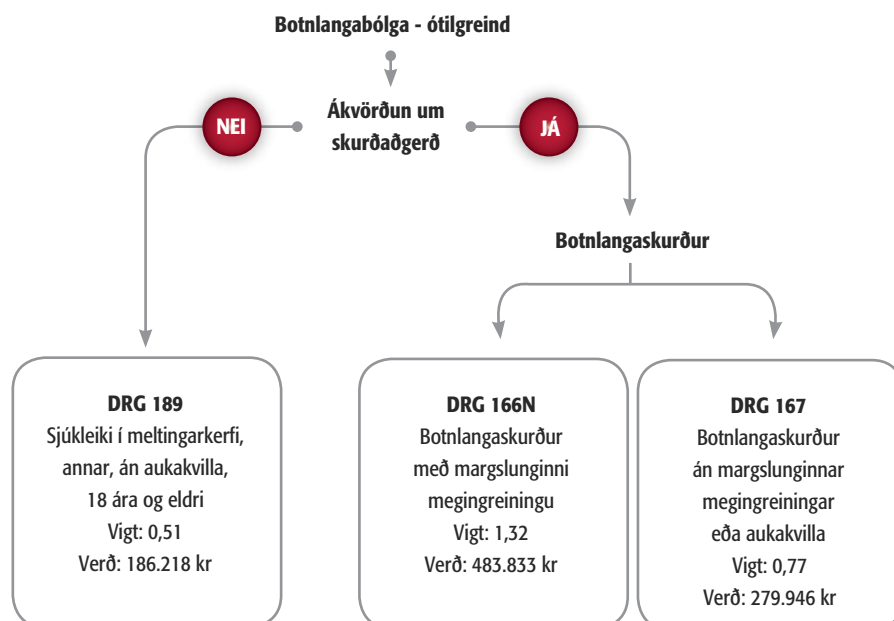 Botnlangabólga - ótilgreind
Ákvörðun um
skurðaðgerð
NEI
JÁ
Botnlangaskurður
DRG 189
Sjúkleiki í meltingarkerfi,
annar, án aukakvilla,
18 ára og eldri
Vigt: 0,51
Verð: 186.218 kr
DRG 166N
Botnlangaskurður
með margslunginni
megingreiningu
Vigt: 1,32
Verð: 483.833 kr
DRG 167
Botnlangaskurður
án margslunginnar
megingreiningar
eða aukakvilla
Vigt: 0,77
Verð: 279.946 kr